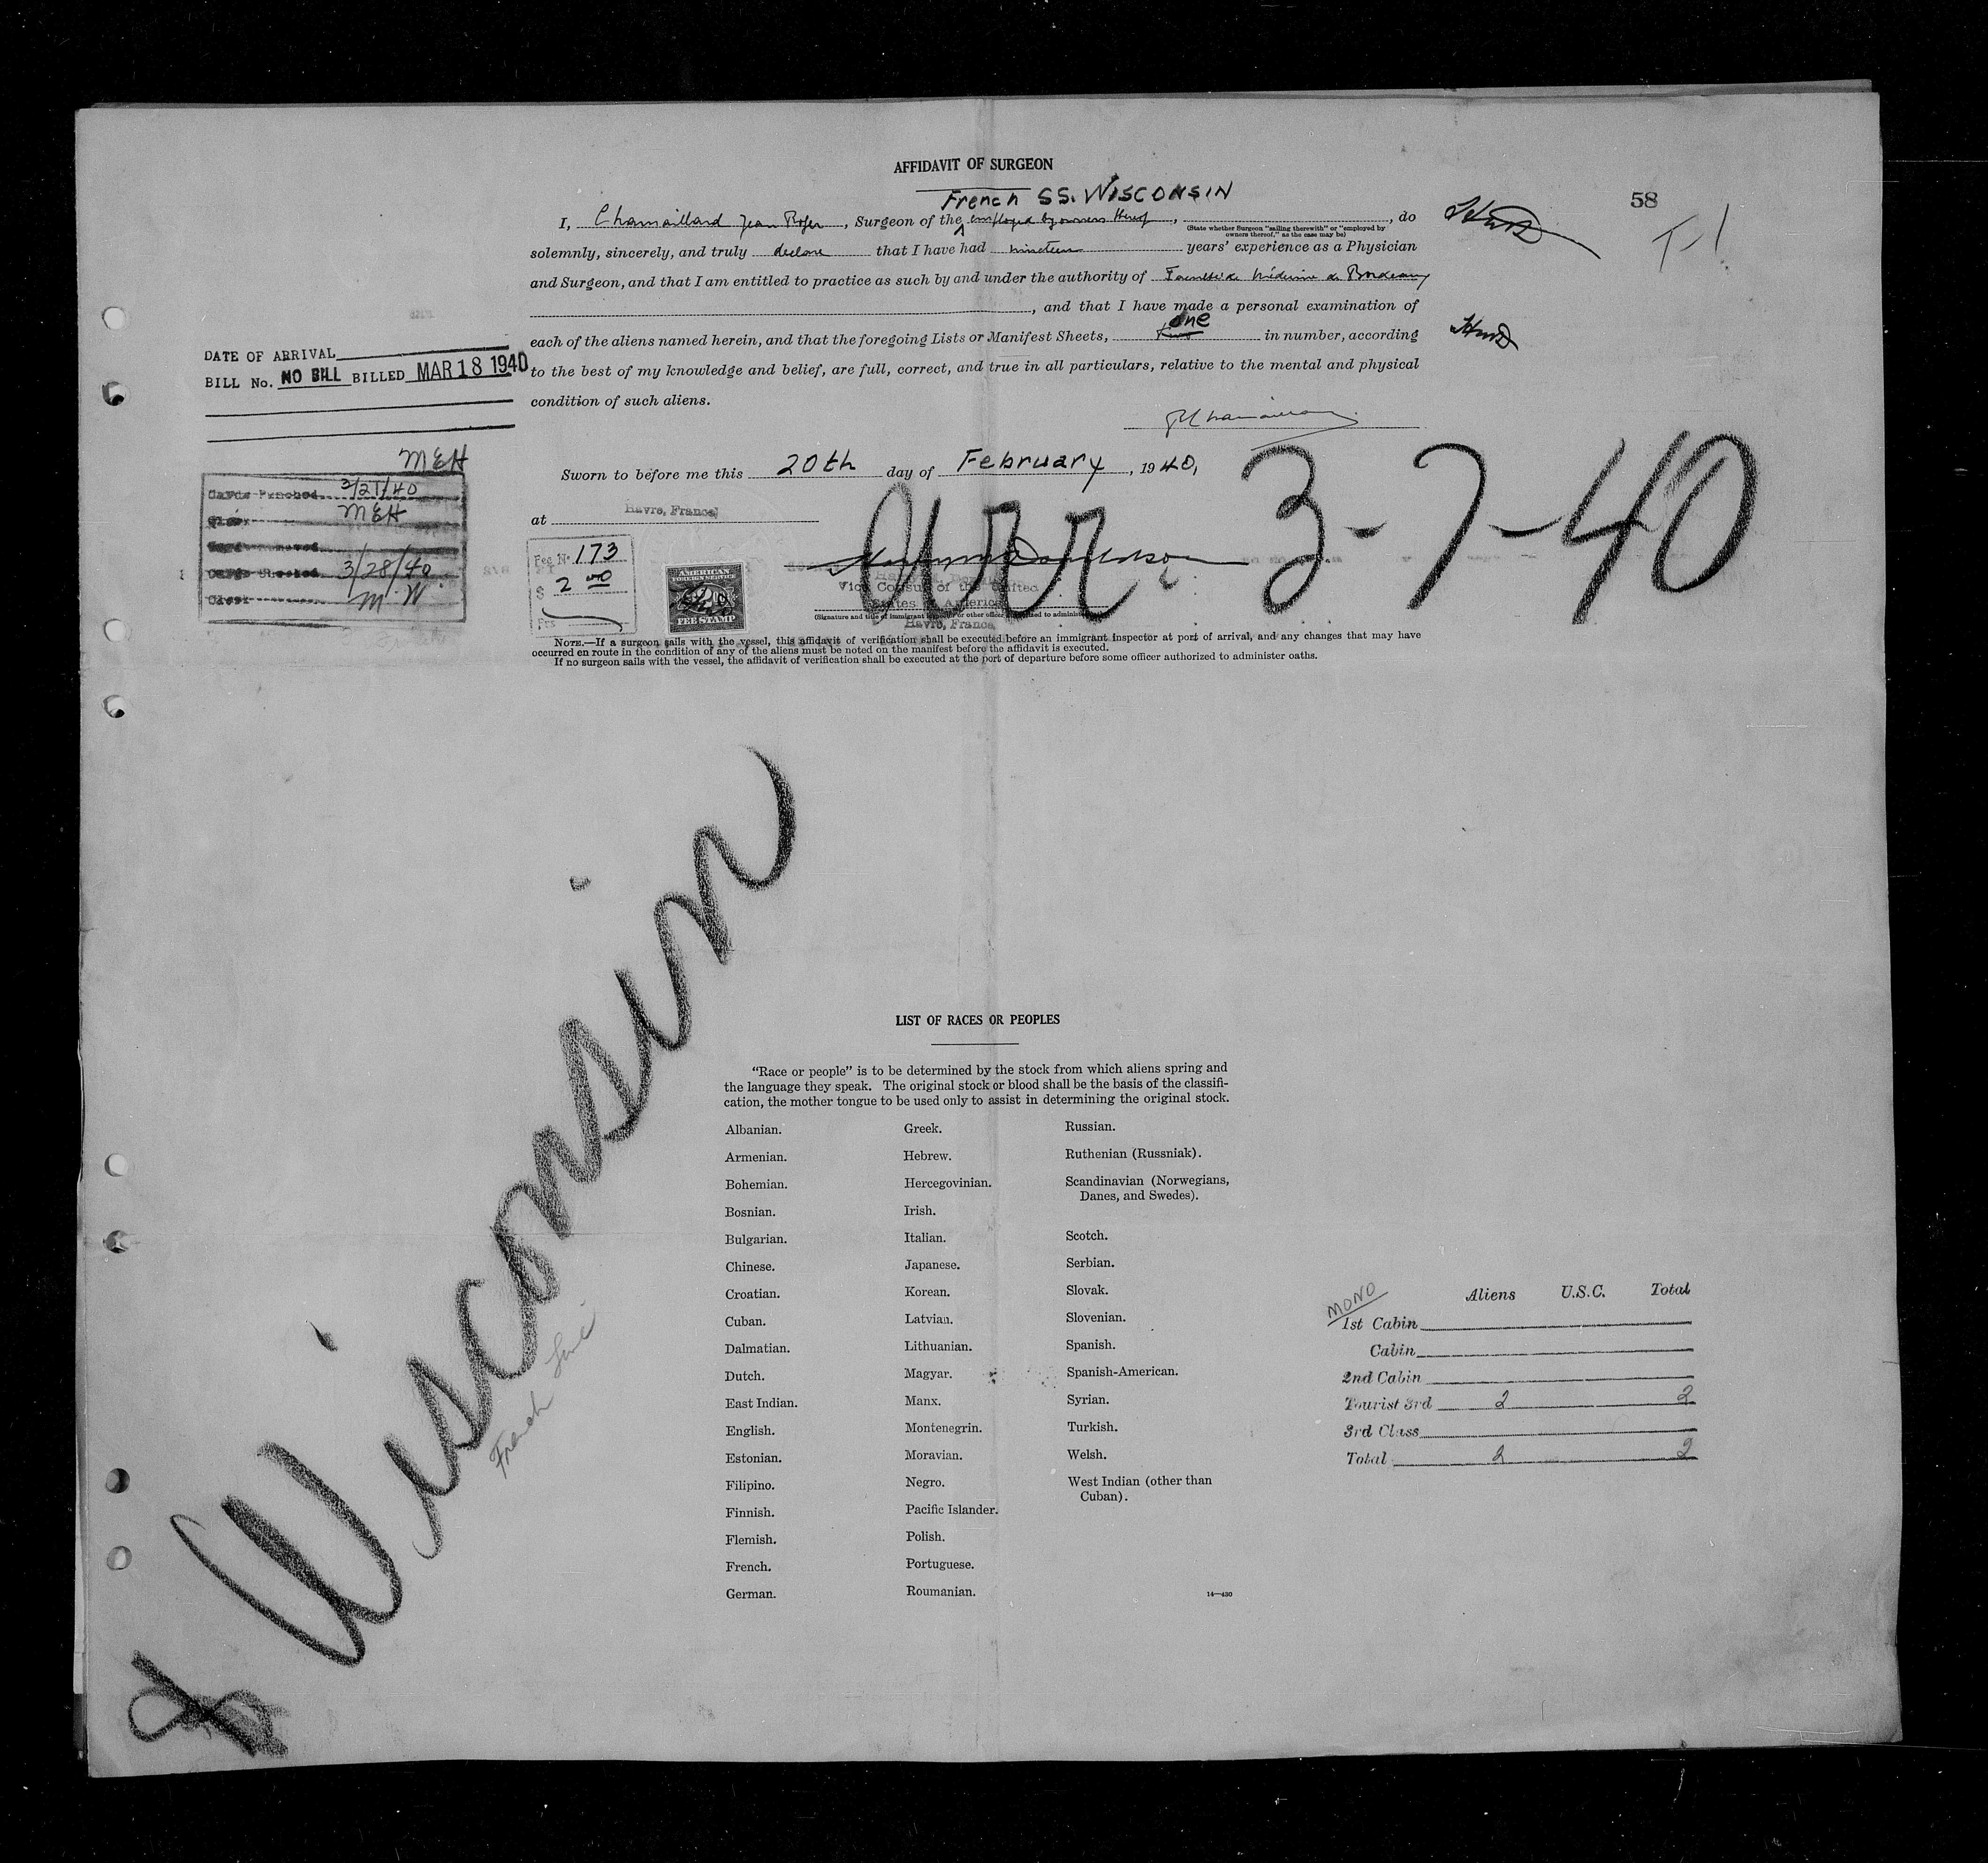 AFFIDAVIT OF SURGEON
French SS. WISCONSIN
58
T-1
I, Chamaillard Jean Roger, Surgeon of the employed by owners thereof, do
(State whether Surgeon "sailing therewith" or "employed by
owners thereof," as the case may be)
solemnly, sincerely, and truly declare that I have had nineteen years' experience as a Physician
and Surgeon, and that I am entitled to practice as such by and under the authority of Faculté de Médecine de Bordeaux
, and that I have made a personal examination of
one
each of the aliens named herein, and that the foregoing Lists or Manifest Sheets, in number, according
to the best of my knowledge and belief, are full, correct, and true in all particulars, relative to the mental and physical
condition of such aliens.
DATE OF ARRIVAL
BILL No. NO BILL BILLED MAR 18 1940
Sworn to before me this 20th day of February, 1940,
at Havre, France
3-7-40
MEH
Cards Punched 3/21/40
Clerk MEH
Cards Checked 3/28/40
Clerk M.W.
Fee No 173
$ 2 00
Frs
AMERICAN
FOREIGN SERVICE
FEE STAMP
Vice Consul of the United
States of America
Havre, France
NOTE.—If a surgeon sails with the vessel, this affidavit of verification shall be executed before an immigrant inspector at port of arrival, and any changes that may have
occurred en route in the condition of any of the aliens must be noted on the manifest before the affidavit is executed.
If no surgeon sails with the vessel, the affidavit of verification shall be executed at the port of departure before some officer authorized to administer oaths.
Wisconsin
French Line
LIST OF RACES OR PEOPLES
"Race or people" is to be determined by the stock from which aliens spring and
the language they speak. The original stock or blood shall be the basis of the classifi-
cation, the mother tongue to be used only to assist in determining the original stock.
Albanian.
Armenian.
Bohemian.
Bosnian.
Bulgarian.
Chinese.
Croatian.
Cuban.
Dalmatian.
Dutch.
East Indian.
English.
Estonian.
Filipino.
Finnish.
Flemish.
French.
German.
Greek.
Hebrew.
Hercegovinian.
Irish.
Italian.
Japanese.
Korean.
Latvian.
Lithuanian.
Magyar.
Manx.
Montenegrin.
Moravian.
Negro.
Pacific Islander.
Polish.
Portuguese.
Roumanian.
Russian.
Ruthenian (Russniak).
Scandinavian (Norwegians,
Danes, and Swedes).
Scotch.
Serbian.
Slovak.
Slovenian.
Spanish.
Spanish-American.
Syrian.
Turkish.
Welsh.
West Indian (other than
Cuban).
14—430
MONO
Aliens U.S.C. Total
1st Cabin
Cabin
2nd Cabin
Tourist 3rd 2 2
3rd Class
Total 2 2